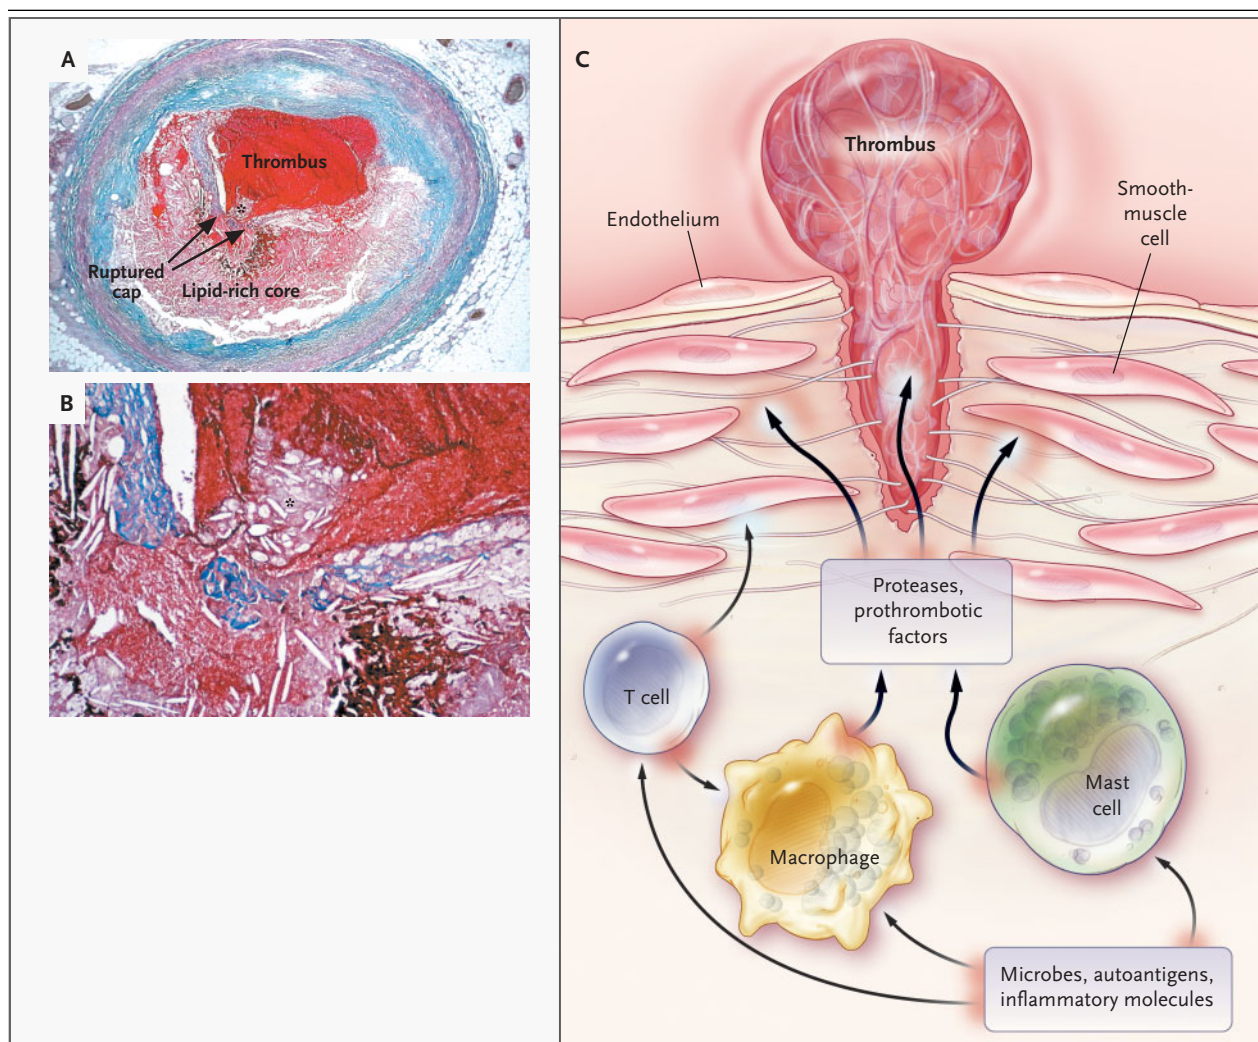 A
Thrombus
*
Ruptured
cap
Lipid-rich core
B
*
C
Thrombus
Endothelium
Smooth-
muscle
cell
Proteases,
prothrombotic
factors
T cell
Mast
cell
Macrophage
Microbes, autoantigens,
inflammatory molecules